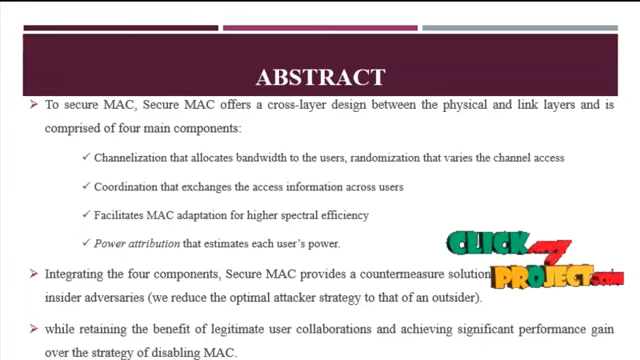 ABSTRACT
To secure MAC, Secure MAC offers a cross-layer design between the physical and link layers and is
comprised of four main components:
Channelization that allocates bandwidth to the users, randomization that varies the channel access
Coordination that exchanges the access information across users
Facilitates MAC adaptation for higher spectral efficiency
Power attribution that estimates each user's power.
CLICK
PROJECT.com
Integrating the four components, Secure MAC provides a countermeasure solution
insider adversaries (we reduce the optimal attacker strategy to that of an outsider).
while retaining the benefit of legitimate user collaborations and achieving significant performance gain
over the strategy of disabling MAC.